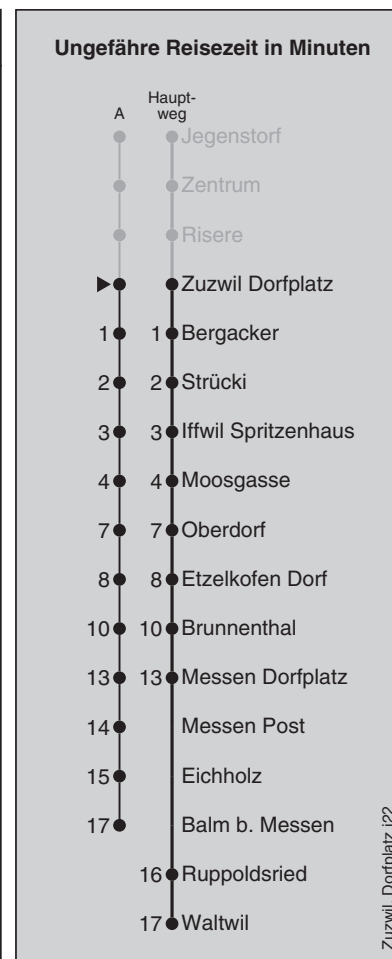 Ungefähre Reisezeit in Minuten
A Haupt-
weg
Jegenstorf
Zentrum
Risere
Zuzwil Dorfplatz
1 1 Bergacker
2 2 Strücki
3 3 Iffwil Spritzenhaus
4 4 Moosgasse
7 7 Oberdorf
8 8 Etzelkofen Dorf
10 10 Brunnenthal
13 13 Messen Dorfplatz
14 Messen Post
15 Eichholz
17 Balm b. Messen
16 Ruppoldsried
17 Waltwil
Zuzwil, Dorfplatz j22